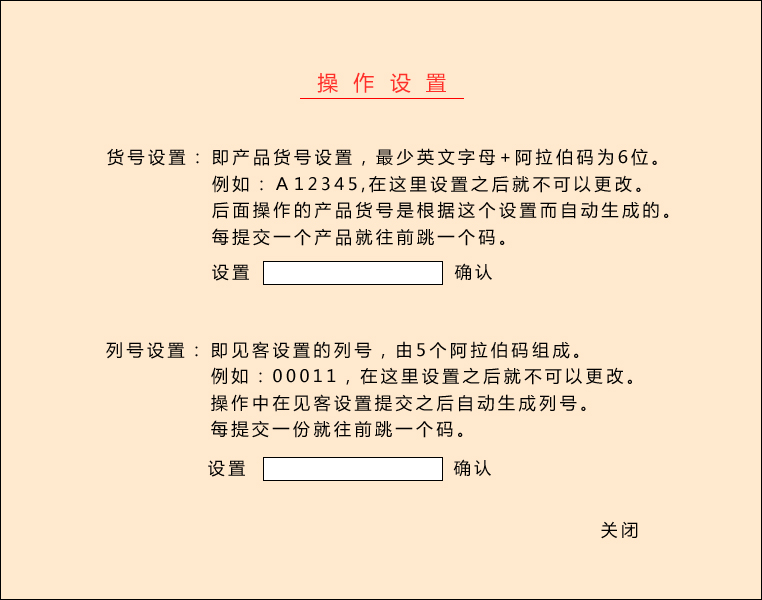 操作设置
货号设置：即产品货号设置，最少英文字母+阿拉伯码为6位。
例如：A12345,在这里设置之后就不可以更改。
后面操作的产品货号是根据这个设置而自动生成的。
每提交一个产品就往前跳一个码。
设置 确认
列号设置：即见客设置的列号，由5个阿拉伯码组成。
例如：00011，在这里设置之后就不可以更改。
操作中在见客设置提交之后自动生成列号。
每提交一份就往前跳一个码。
设置 确认
关闭